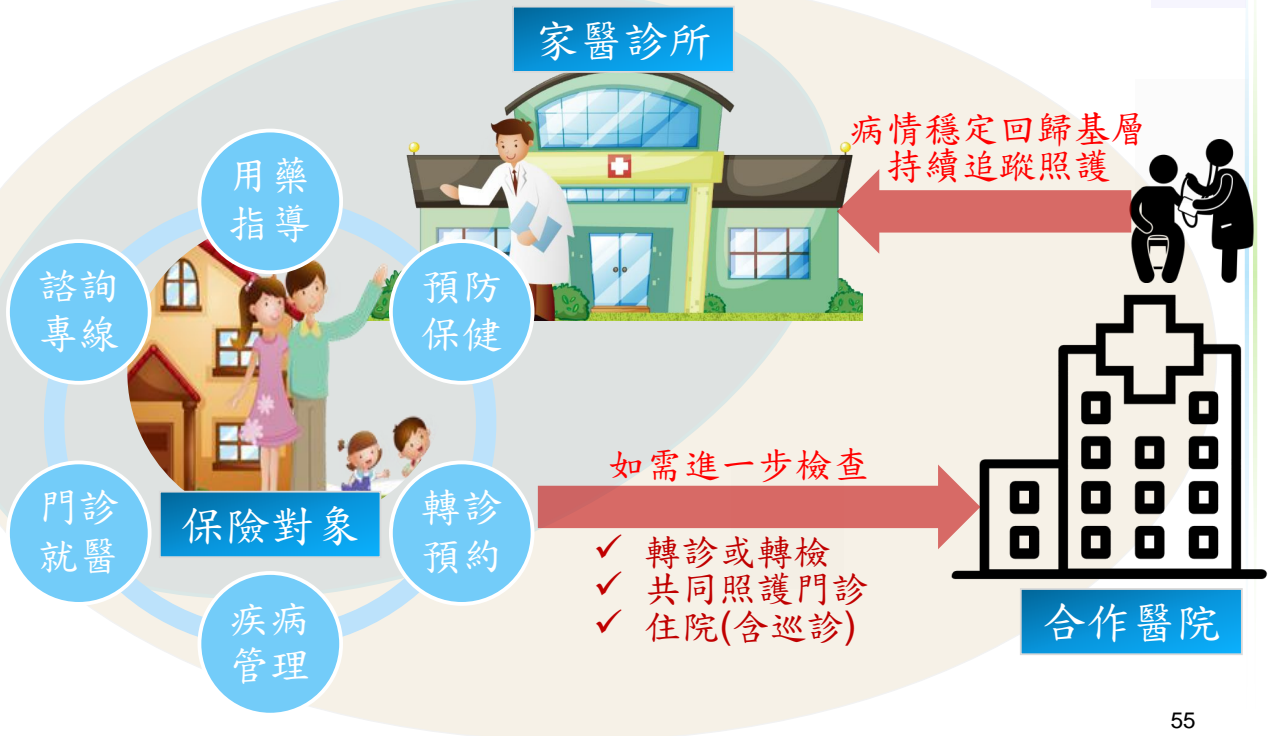 家醫診所
病情穩定回歸基層
持續追蹤照護
用藥
指導
諮詢
專線
預防
保健
門診
就醫
保險對象
轉診
預約
疾病
管理
如需進一步檢查
✓ 轉診或轉檢
✓ 共同照護門診
✓ 住院(含巡診)
合作醫院
55